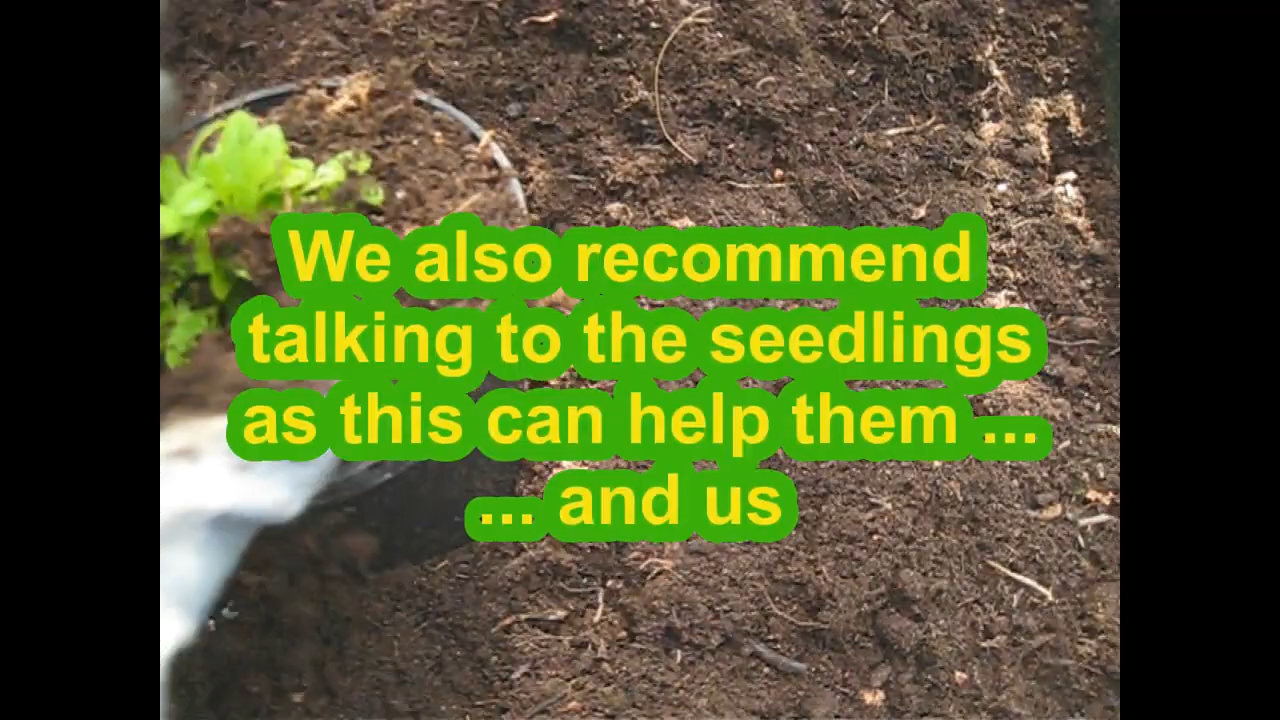 We also recommend
talking to the seedlings
as this can help them ...
... and us